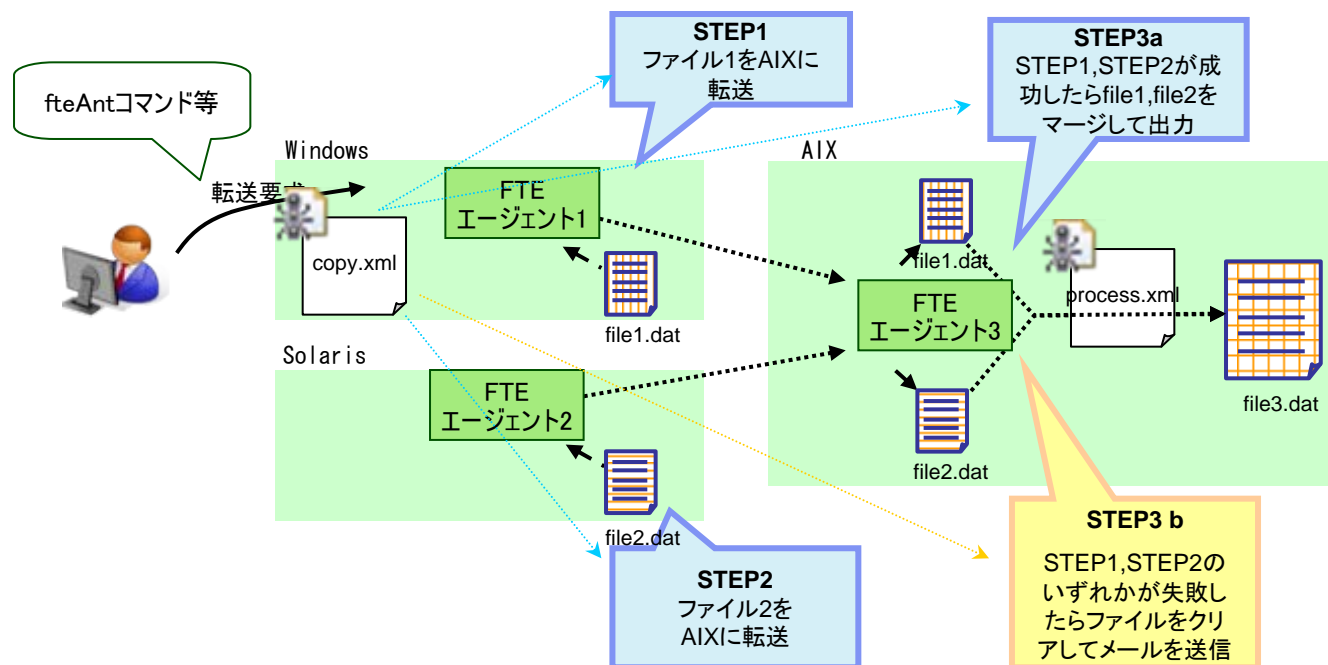 fteAntコマンド等
STEP1
ファイル1をAIXに
転送
STEP3a
STEP1,STEP2が成
功したらfile1,file2を
マージして出力
Windows
AIX
転送要求
FTE
エージェント1
copy.xml
file1.dat
file1.dat
FTE
エージェント3
process.xml
file3.dat
Solaris
FTE
エージェント2
file2.dat
file2.dat
STEP2
ファイル2を
AIXに転送
STEP3 b
STEP1,STEP2の
いずれかが失敗し
たらファイルをクリ
アしてメールを送信